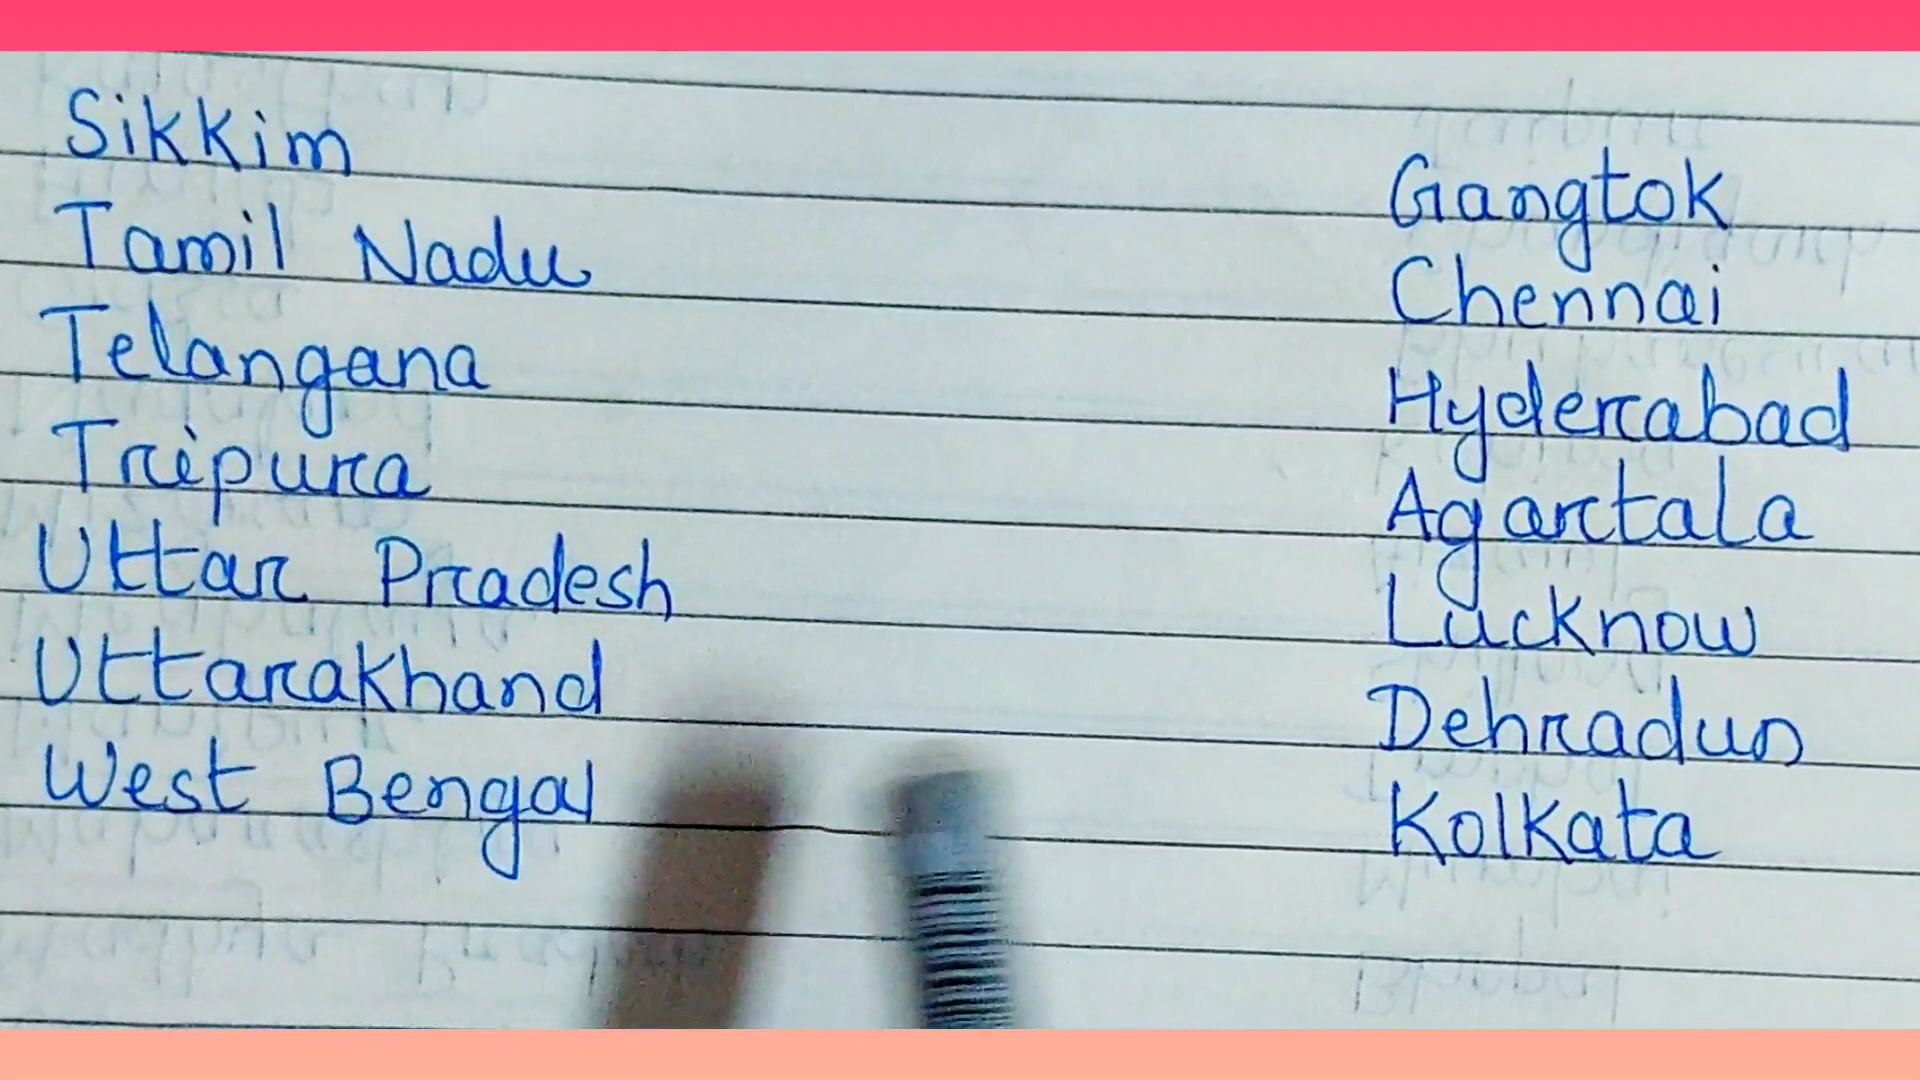 Sikkim Gangtok
Tamil Nadu Chennai
Telangana Hyderabad
Tripura Agartala
Uttar Pradesh Lucknow
Uttarakhand Dehradun
West Bengal Kolkata